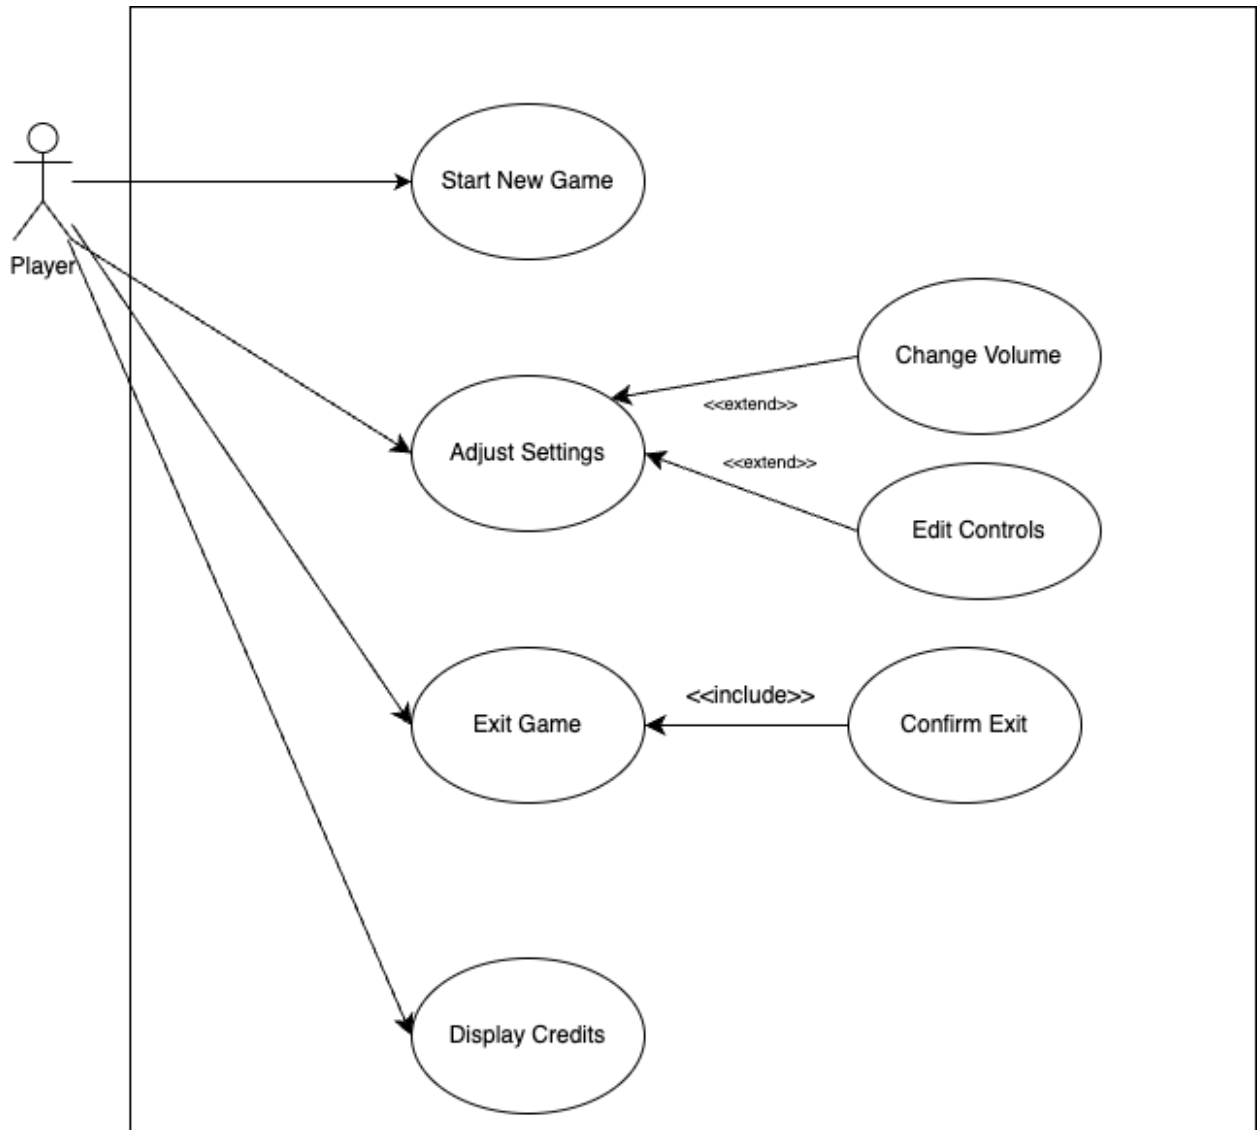 Start New Game
Player
Change Volume
<<extend>>
Adjust Settings
<<extend>>
Edit Controls
<<include>>
Exit Game
Confirm Exit
Display Credits